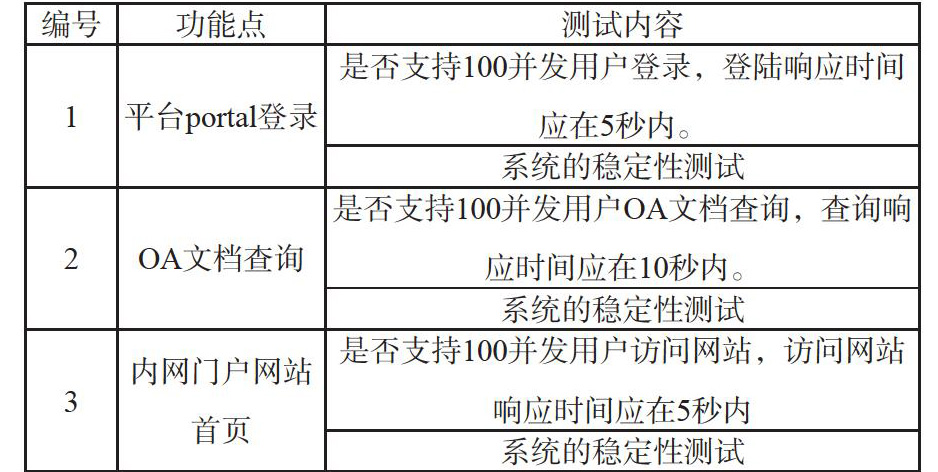 编号 功能点 测试内容
1 平台portal登录 是否支持100并发用户登录，登陆响应时间
应在5秒内。
系统的稳定性测试
2 OA文档查询 是否支持100并发用户OA文档查询，查询响
应时间应在10秒内。
系统的稳定性测试
3 内网门户网站
首页
是否支持100并发用户访问网站，访问网站
响应时间应在5秒内
系统的稳定性测试